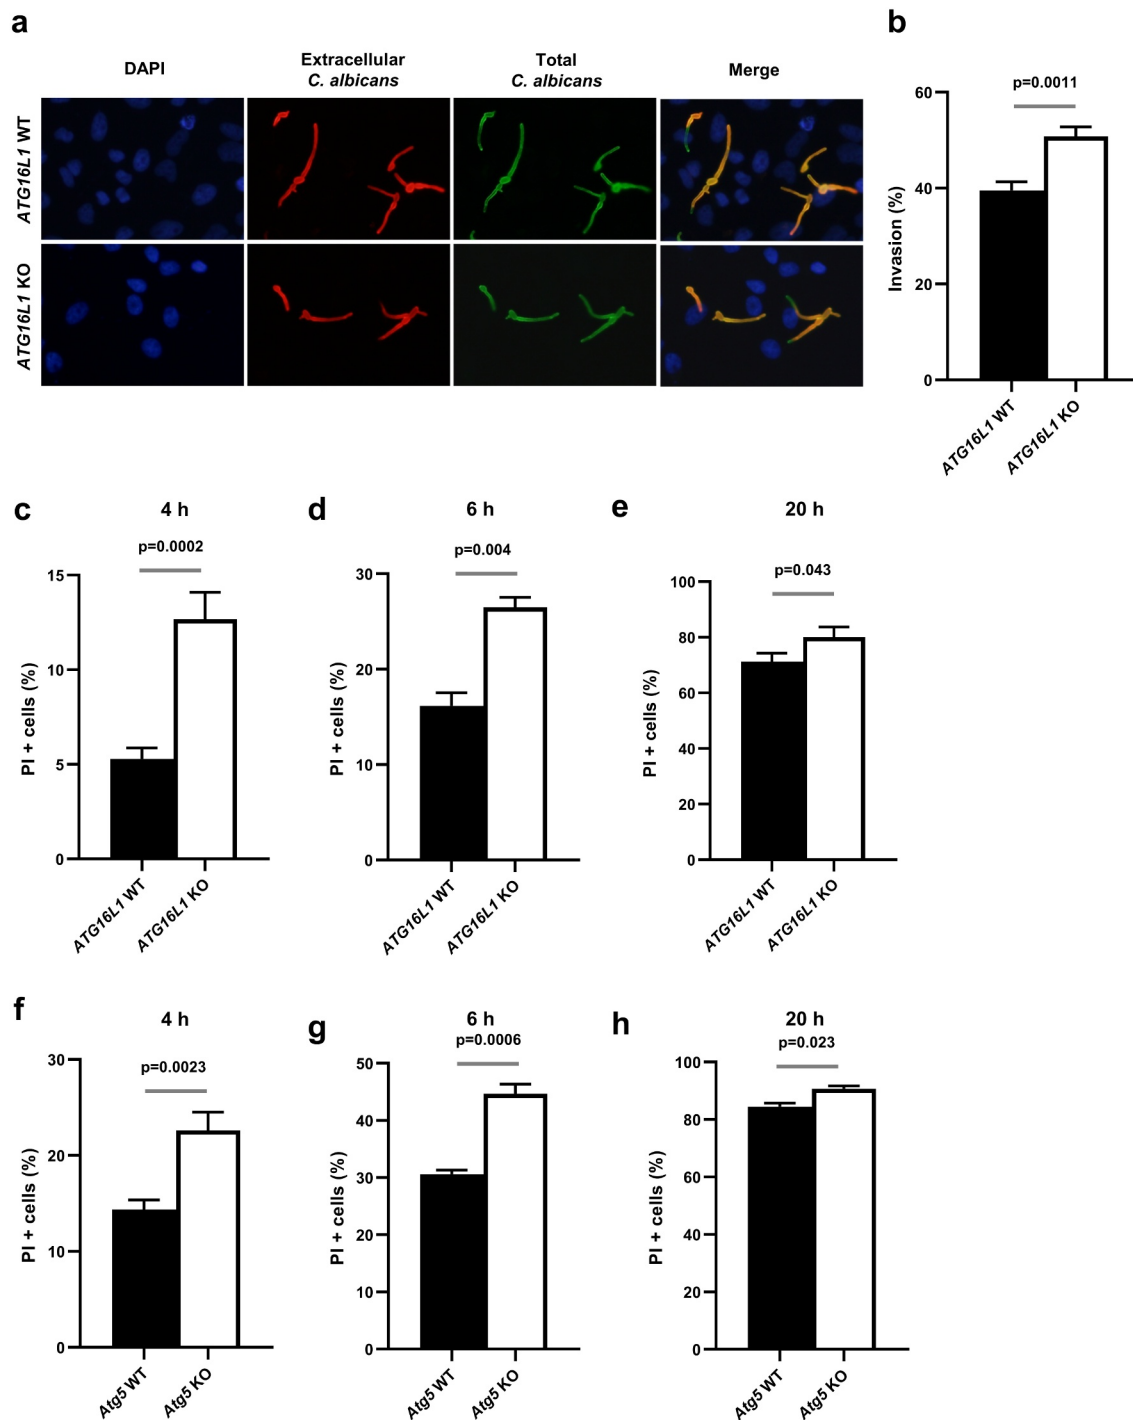 a
DAPI
Extracellular
C. albicans
Total
C. albicans
Merge
ATG16L1 WT
ATG16L1 KO
b
p=0.0011
Invasion (%)
60
40
20
0
ATG16L1 WT
ATG16L1 KO
c
4 h
p=0.0002
PI + cells (%)
15
10
5
0
ATG16L1 WT
ATG16L1 KO
d
6 h
p=0.004
PI + cells (%)
30
20
10
0
ATG16L1 WT
ATG16L1 KO
e
20 h
p=0.043
PI + cells (%)
100
80
60
40
20
0
ATG16L1 WT
ATG16L1 KO
f
4 h
p=0.0023
PI + cells (%)
30
20
10
0
Atg5 WT
Atg5 KO
g
6 h
p=0.0006
PI + cells (%)
50
40
30
20
10
0
Atg5 WT
Atg5 KO
h
20 h
p=0.023
PI + cells (%)
100
80
60
40
20
0
Atg5 WT
Atg5 KO